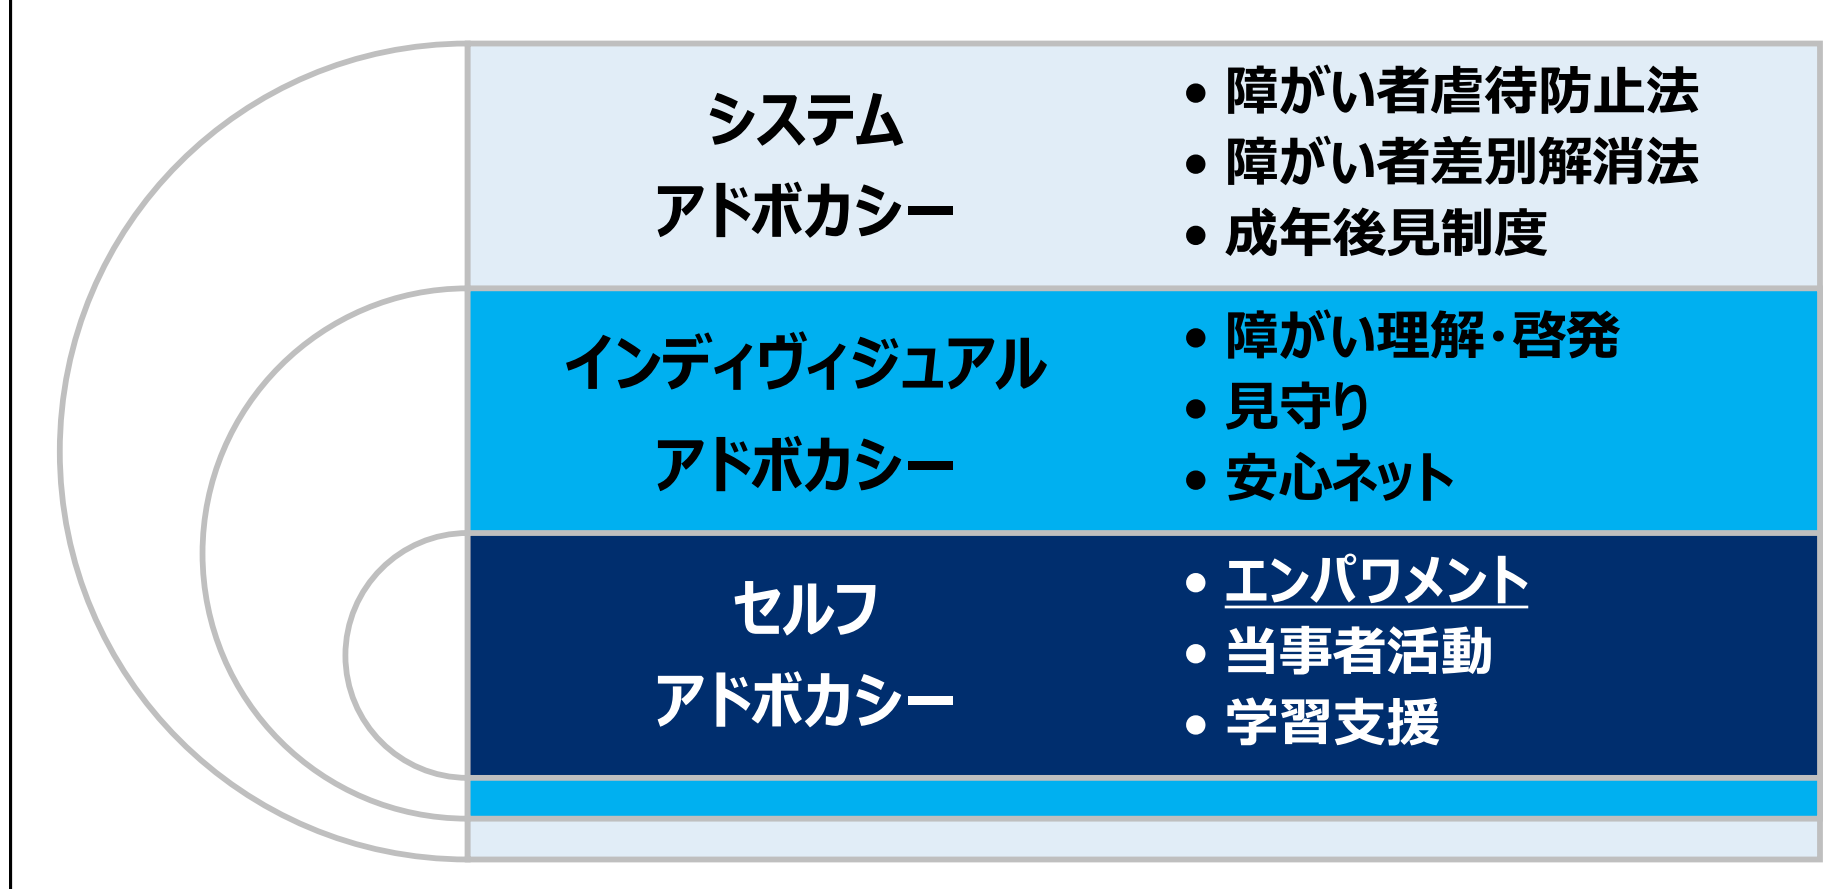 システム
アドボカシー
• 障がい者虐待防止法
• 障がい者差別解消法
• 成年後見制度
インディヴィジュアル
アドボカシー
• 障がい理解・啓発
• 見守り
• 安心ネット
セルフ
アドボカシー
• エンパワメント
• 当事者活動
• 学習支援